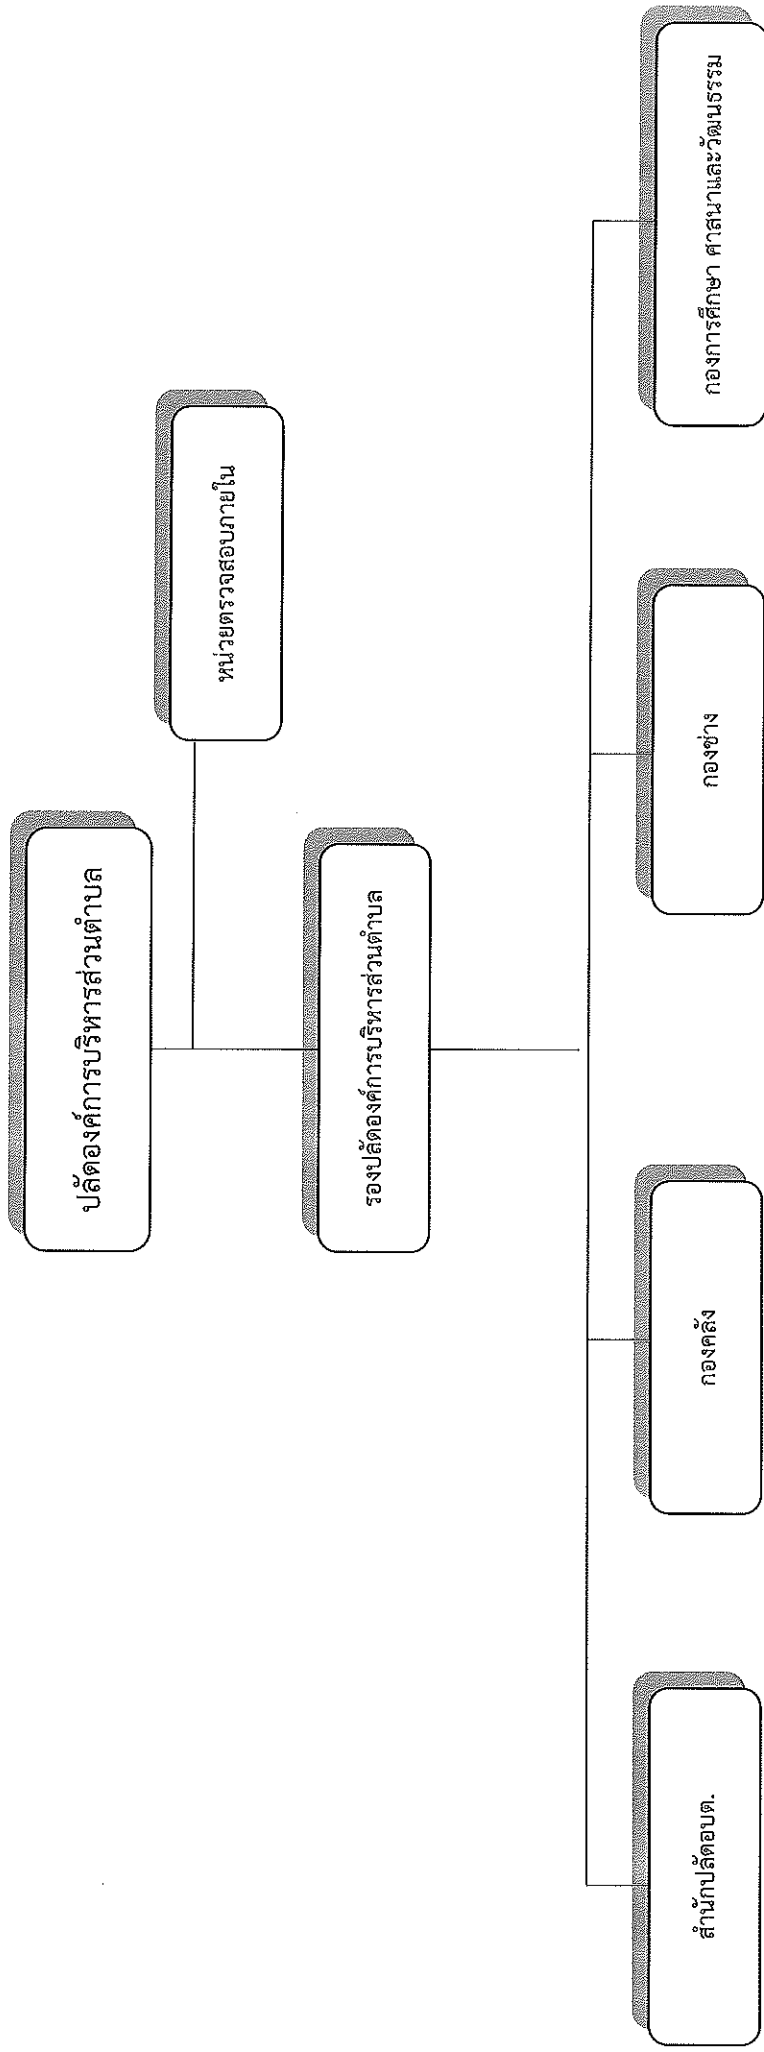 ปลัดองค์การบริหารส่วนตำบล
หน่วยตรวจสอบภายใน
รองปลัดองค์การบริหารส่วนตำบล
สำนักปลัดอบต.
กองคลัง
กองช่าง
กองการศึกษา ศาสนาและวัฒนธรรม